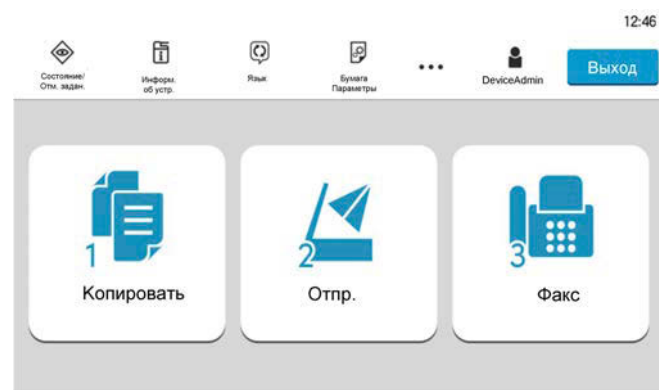 12:46
Состояние/
Отм. задан.
Информ.
об устр.
Язык
Бумага
Параметры
DeviceAdmin
Выход
1
Копировать
2
Отпр.
3
Факс